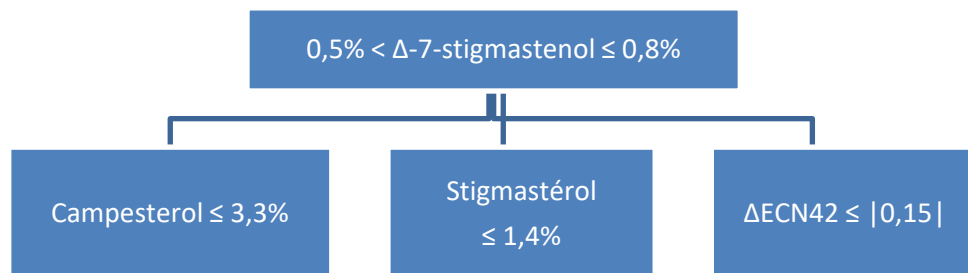 0,5% < Δ-7-stigmastenol ≤ 0,8%
Campesterol ≤ 3,3%
Stigmastérol
≤ 1,4%
ΔECN42 ≤ |0,15|